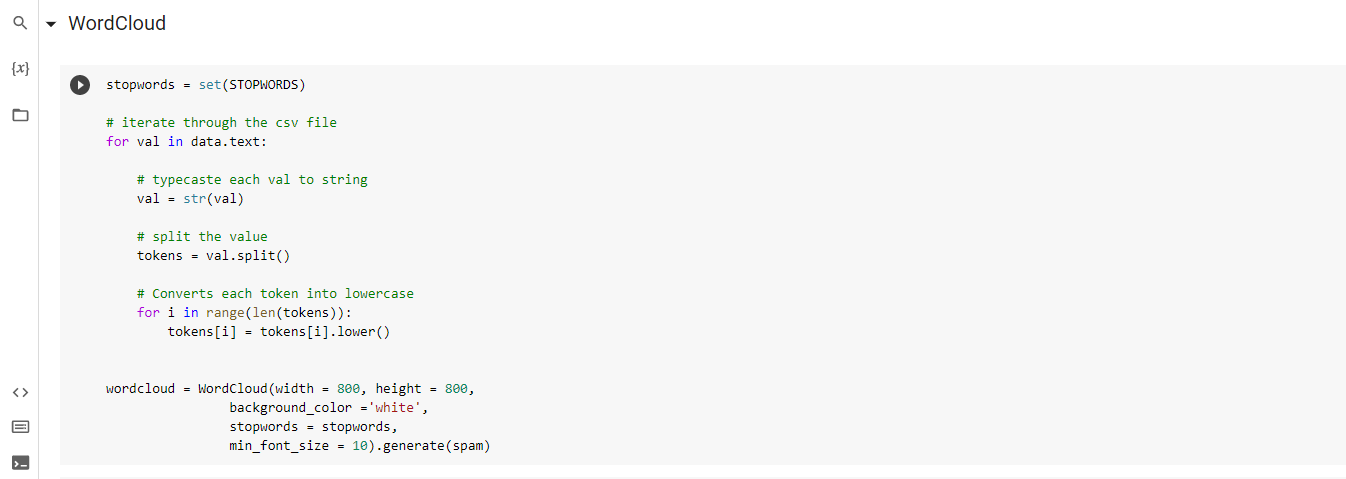 WordCloud
{x}
stopwords = set(STOPWORDS)
# iterate through the csv file
for val in data.text:
# typecaste each val to string
val = str(val)
# split the value
tokens = val.split()
# Converts each token into lowercase
for i in range(len(tokens)):
tokens[i] = tokens[i].lower()
wordcloud = WordCloud(width = 800, height = 800,
background_color ='white',
stopwords = stopwords,
min_font_size = 10).generate(spam)